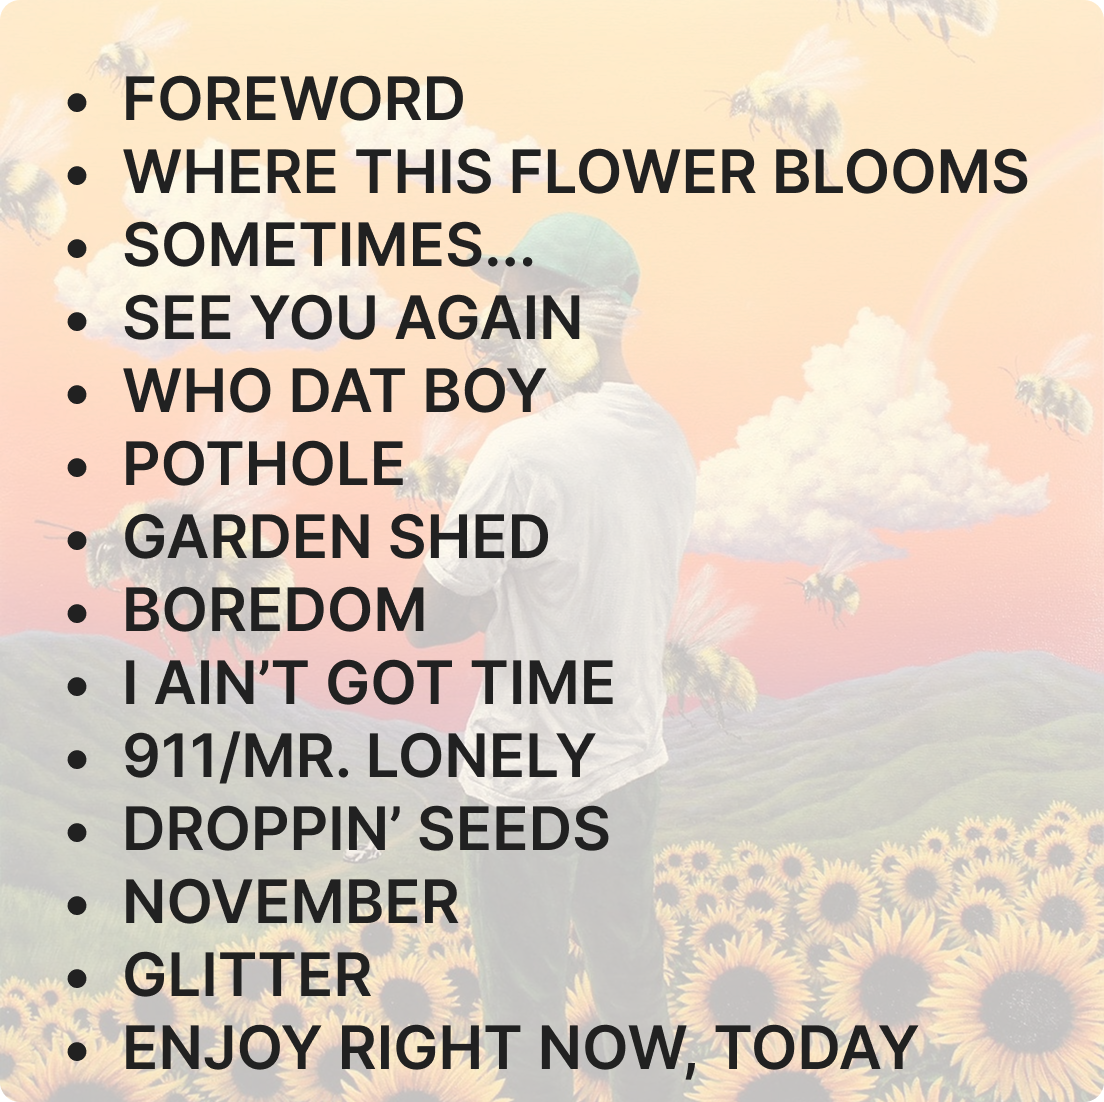 • FOREWORD
• WHERE THIS FLOWER BLOOMS
• SOMETIMES...
• SEE YOU AGAIN
• WHO DAT BOY
• POTHOLE
• GARDEN SHED
• BOREDOM
• I AIN’T GOT TIME
• 911/MR. LONELY
• DROPPIN’ SEEDS
• NOVEMBER
• GLITTER
• ENJOY RIGHT NOW, TODAY